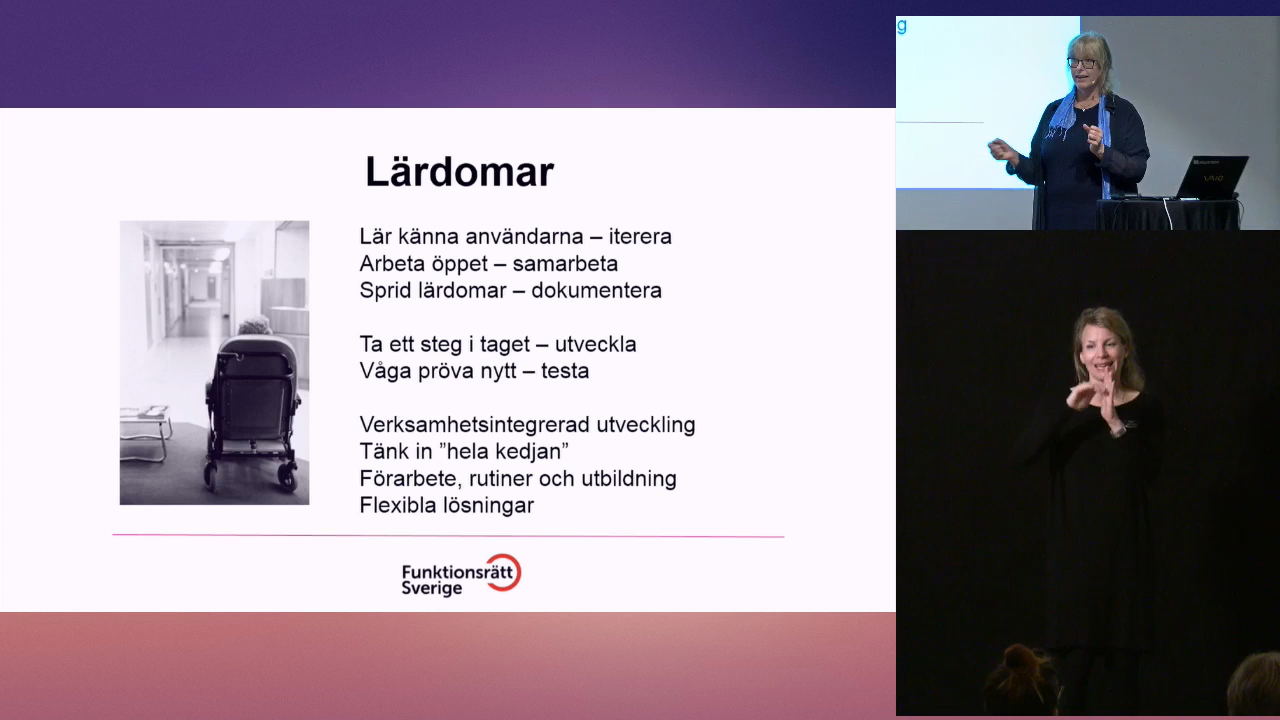 Lärdomar
Lär känna användarna – iterera
Arbeta öppet – samarbeta
Sprid lärdomar – dokumentera
Ta ett steg i taget – utveckla
Våga pröva nytt – testa
Verksamhetsintegrerad utveckling
Tänk in ”hela kedjan”
Förarbete, rutiner och utbildning
Flexibla lösningar
Funktionsrätt
Sverige
g
VAIO